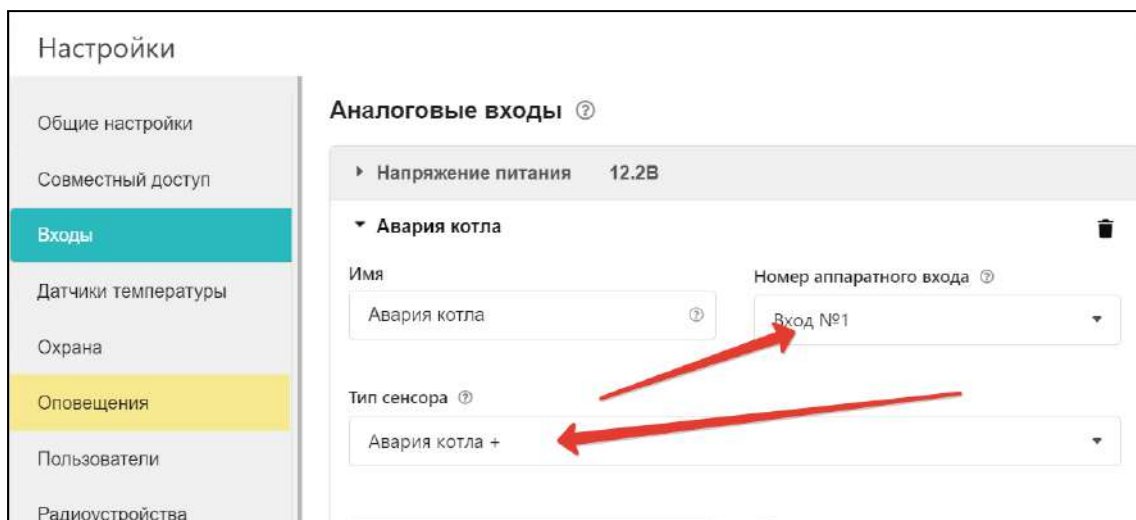 Настройки
Общие настройки
Совместный доступ
Входы
Датчики температуры
Охрана
Оповещения
Пользователи
Радиоустройства
Аналоговые входы
Напряжение питания 12.2В
Авария котла
Имя
Номер аппаратного входа
Авария котла
Вход №1
Тип сенсора
Авария котла +